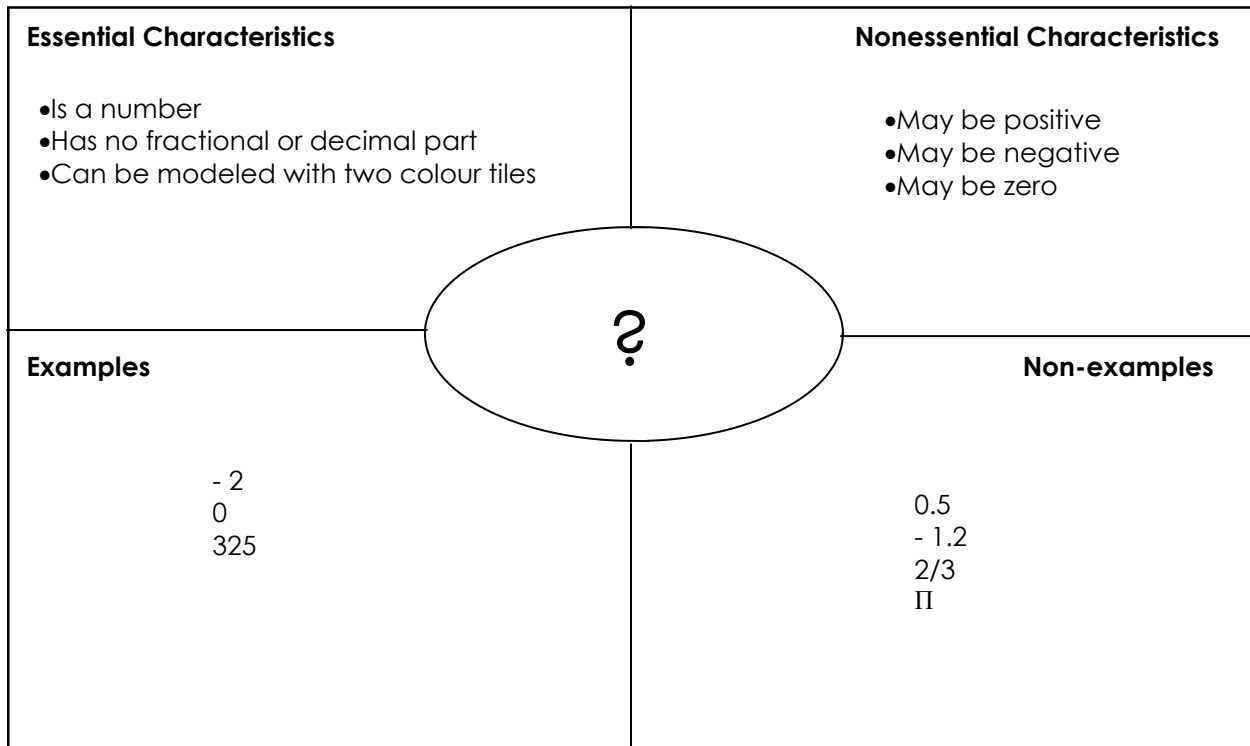 Essential Characteristics
•Is a number
•Has no fractional or decimal part
•Can be modeled with two colour tiles
Nonessential Characteristics
•May be positive
•May be negative
•May be zero
?
Examples
- 2
0
325
Non-examples
0.5
- 1.2
2/3
Π